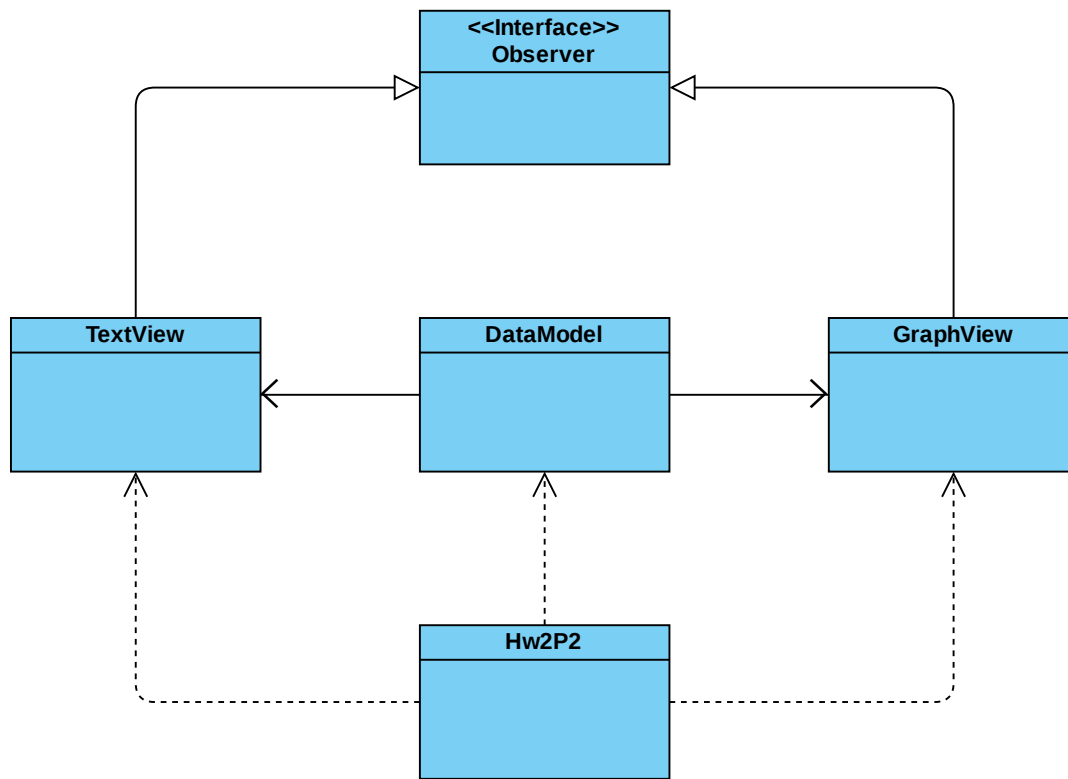 <<Interface>>
Observer
TextView
DataModel
GraphView
Hw2P2